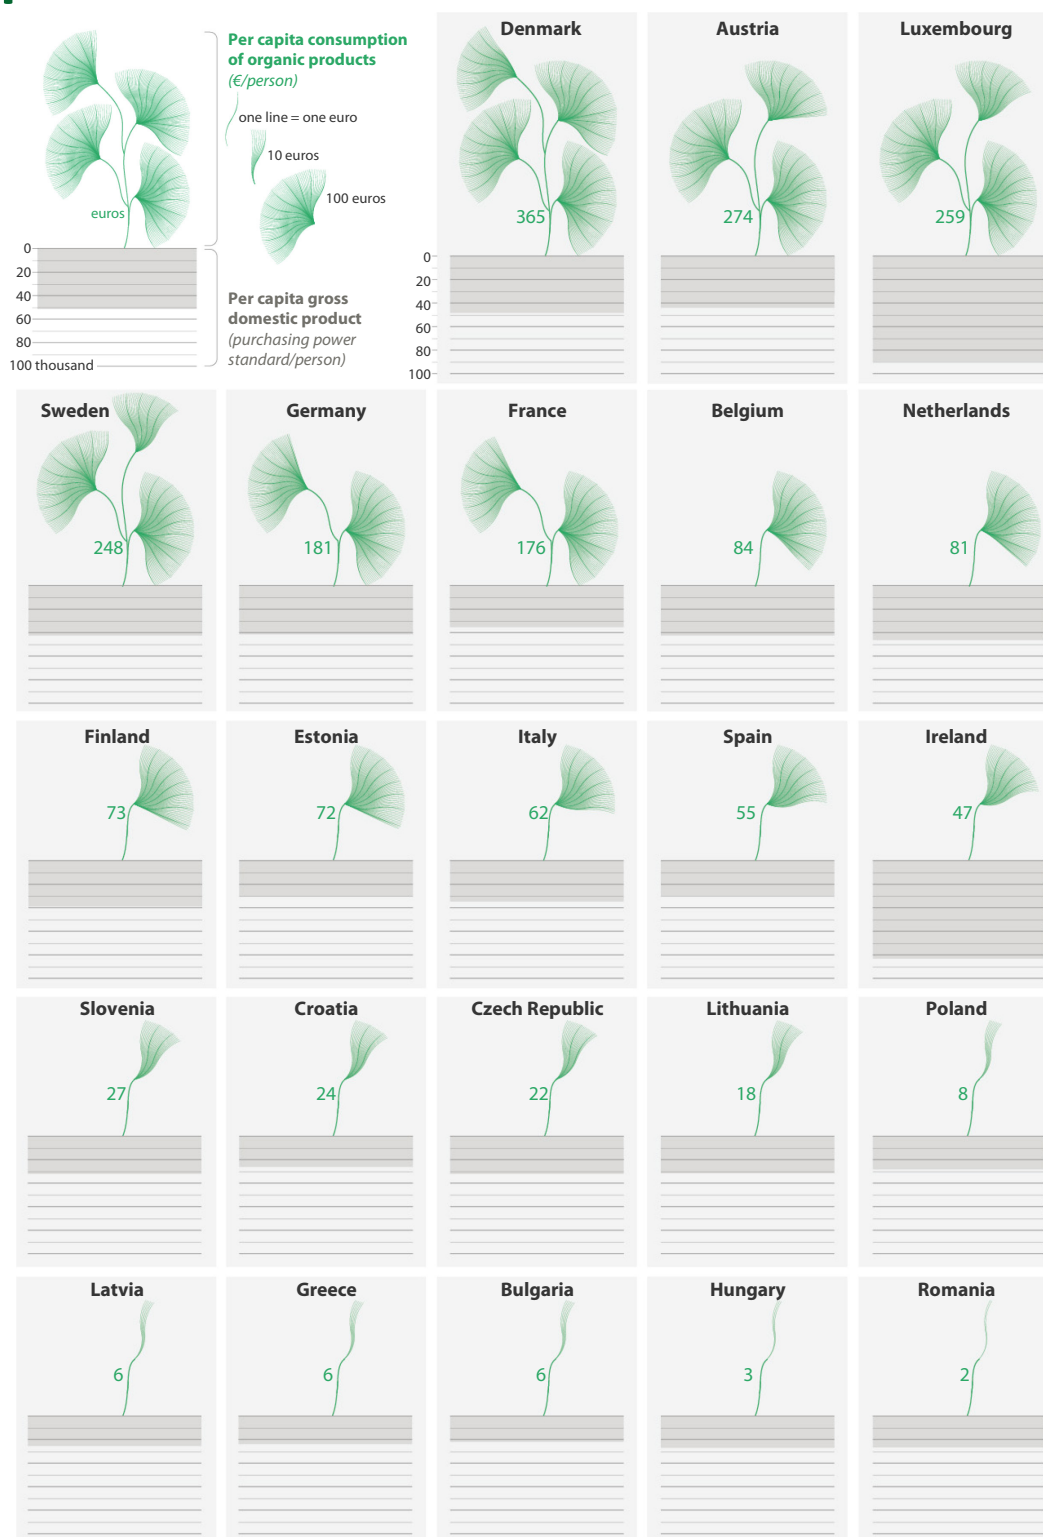 Per capita consumption
of organic products
(€/person)
one line = one euro
10 euros
100 euros
euros
0
20
40
60
80
100 thousand
Per capita gross
domestic product
(purchasing power
standard/person)
Denmark
365
0
20
40
60
80
100
Austria
274
Luxembourg
259
Sweden
248
Germany
181
France
176
Belgium
84
Netherlands
81
Finland
73
Estonia
72
Italy
62
Spain
55
Ireland
47
Slovenia
27
Croatia
24
Czech Republic
22
Lithuania
18
Poland
8
Latvia
6
Greece
6
Bulgaria
6
Hungary
3
Romania
2